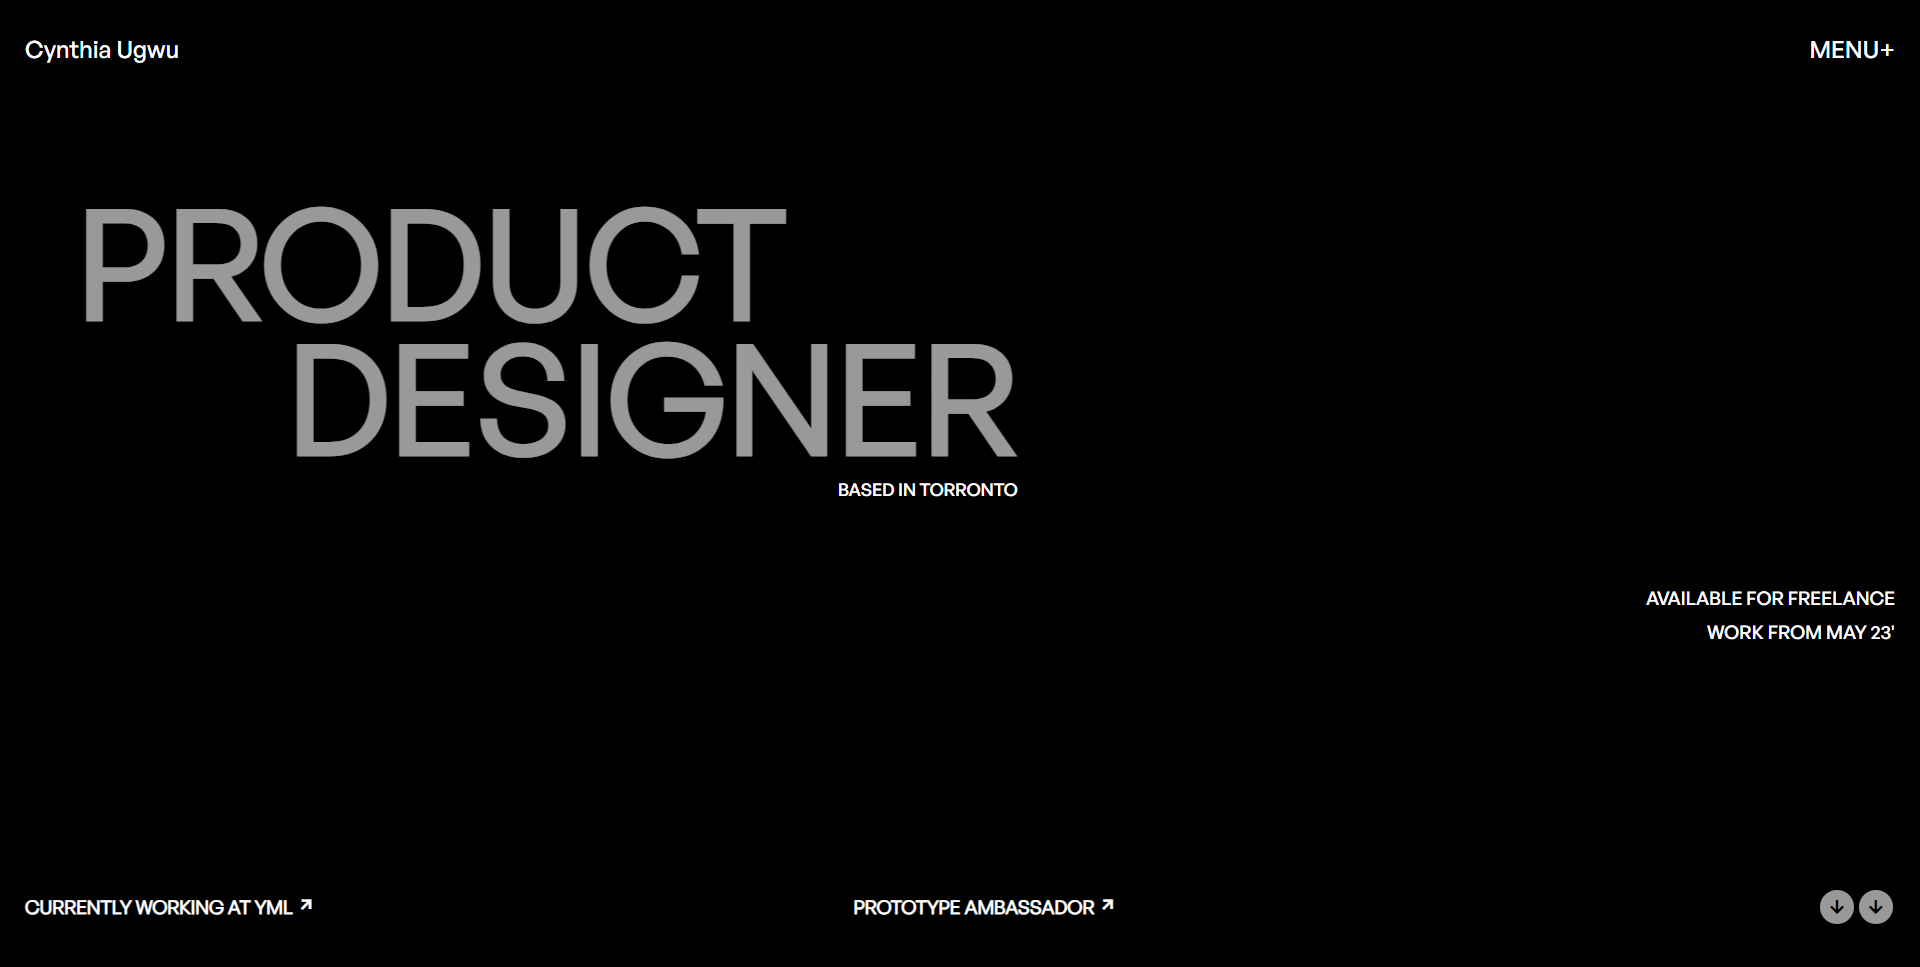 Cynthia Ugwu
MENU+
PRODUCT
DESIGNER
BASED IN TORRONTO
AVAILABLE FOR FREELANCE
WORK FROM MAY 23'
CURRENTLY WORKING AT YML
PROTOTYPE AMBASSADOR